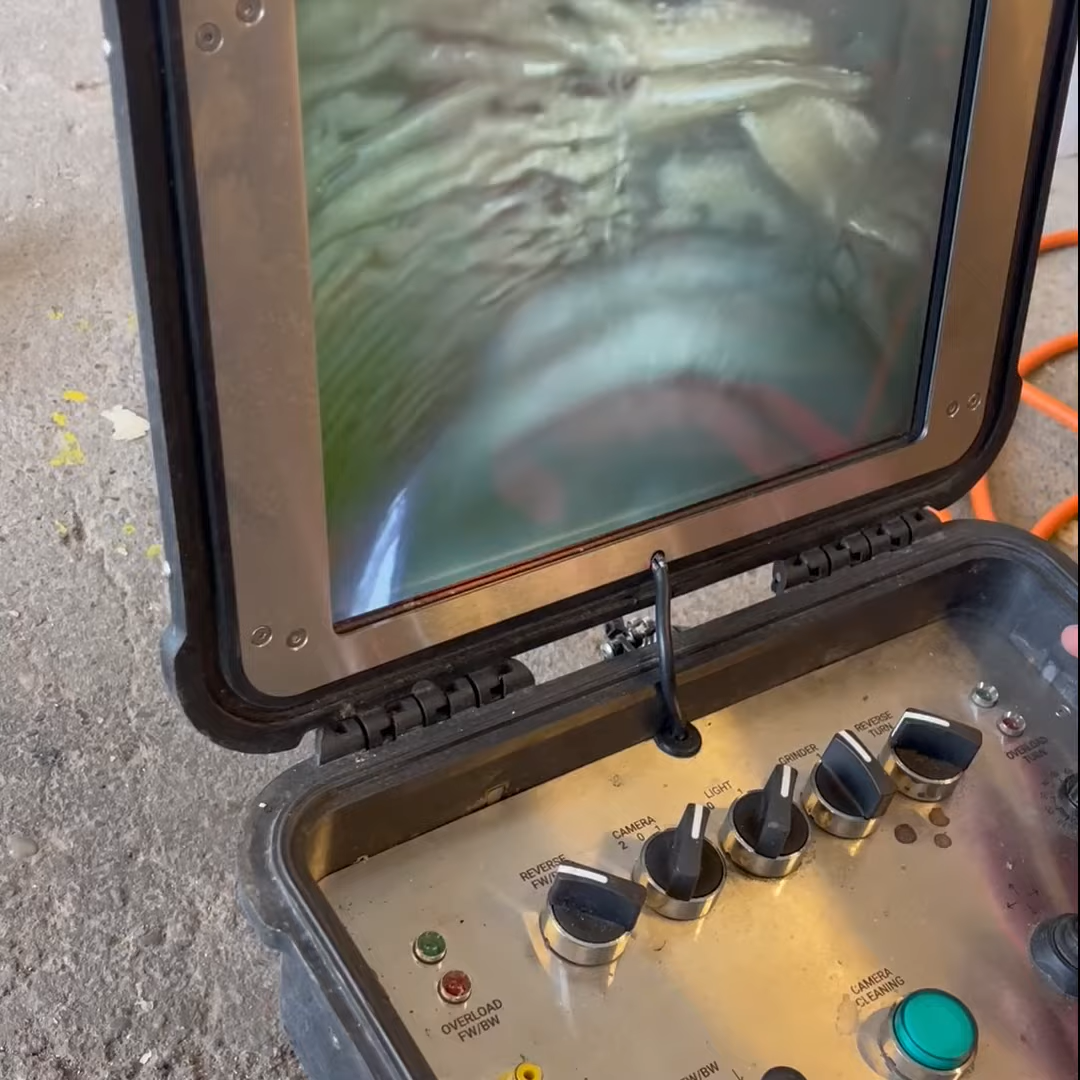 REVERSE
TURN
OVERLOAD
TURN
GRINDER
1
LIGHT
0 1
CAMERA
2 0 1
REVERSE
OVERLOAD
FW/BW
CAMERA
CLEANING
FW/BW